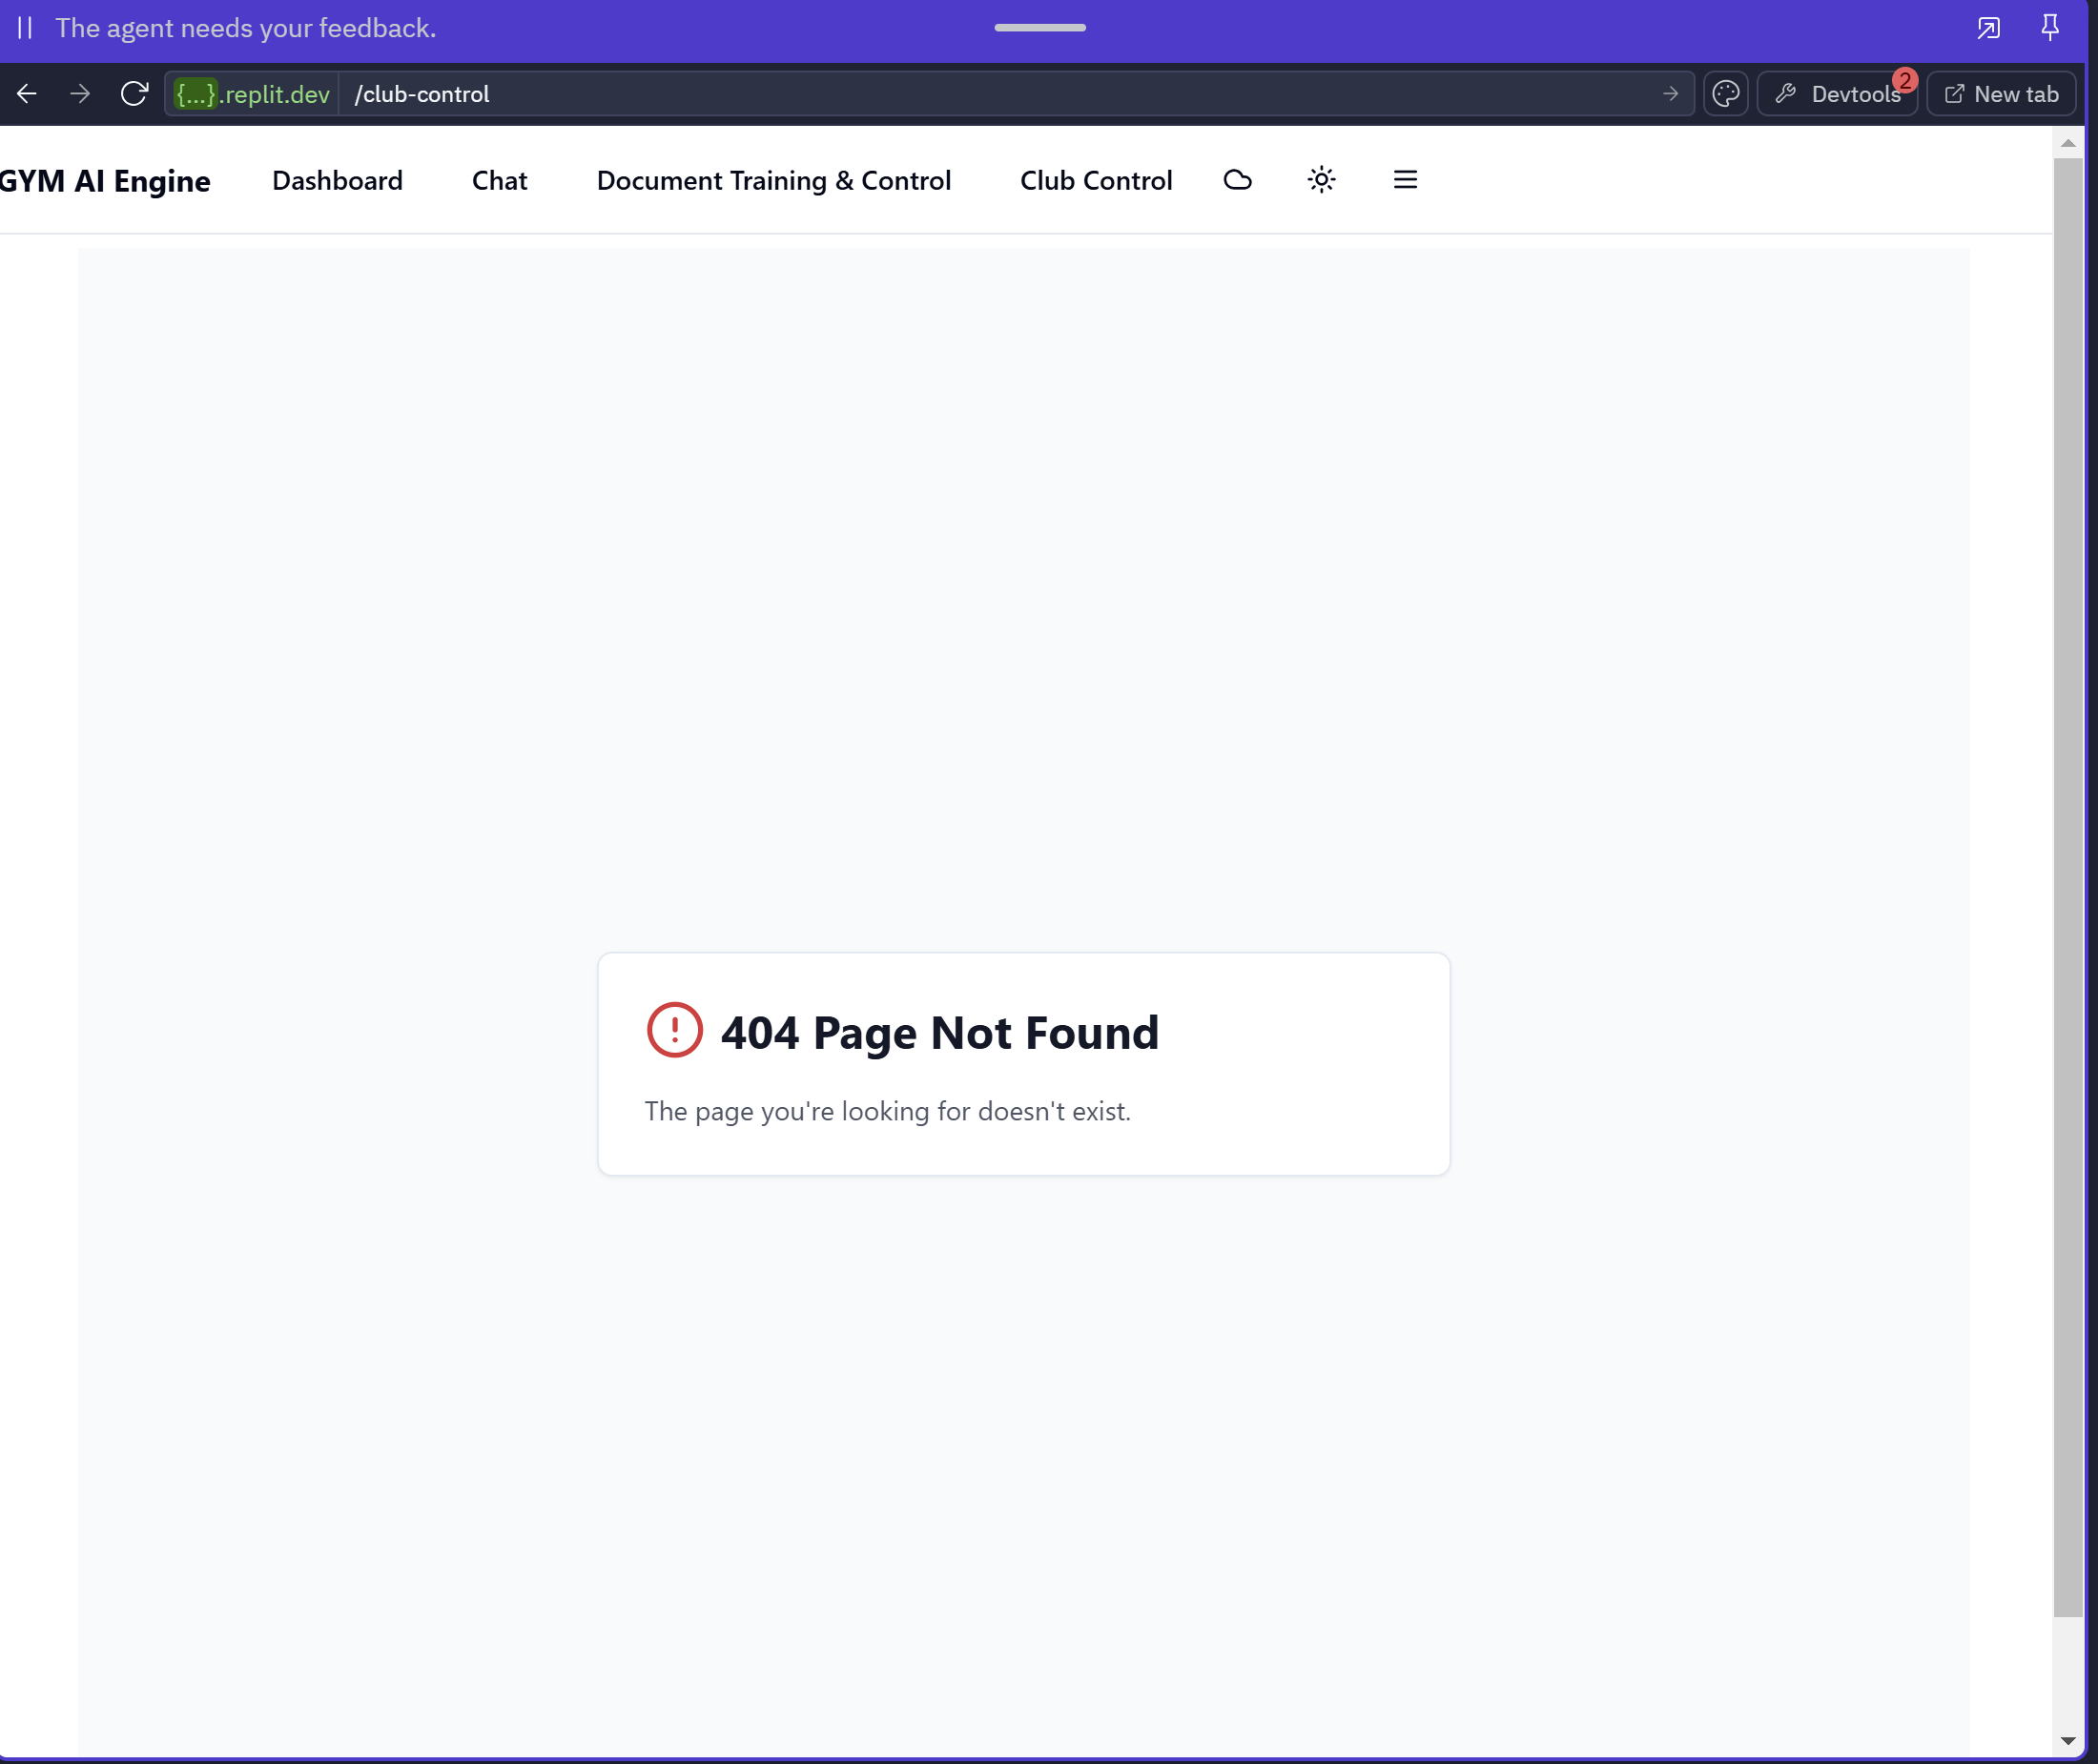 The agent needs your feedback.
{...}.replit.dev /club-control
2
Devtools
New tab
GYM AI Engine Dashboard Chat Document Training & Control Club Control
404 Page Not Found
The page you're looking for doesn't exist.